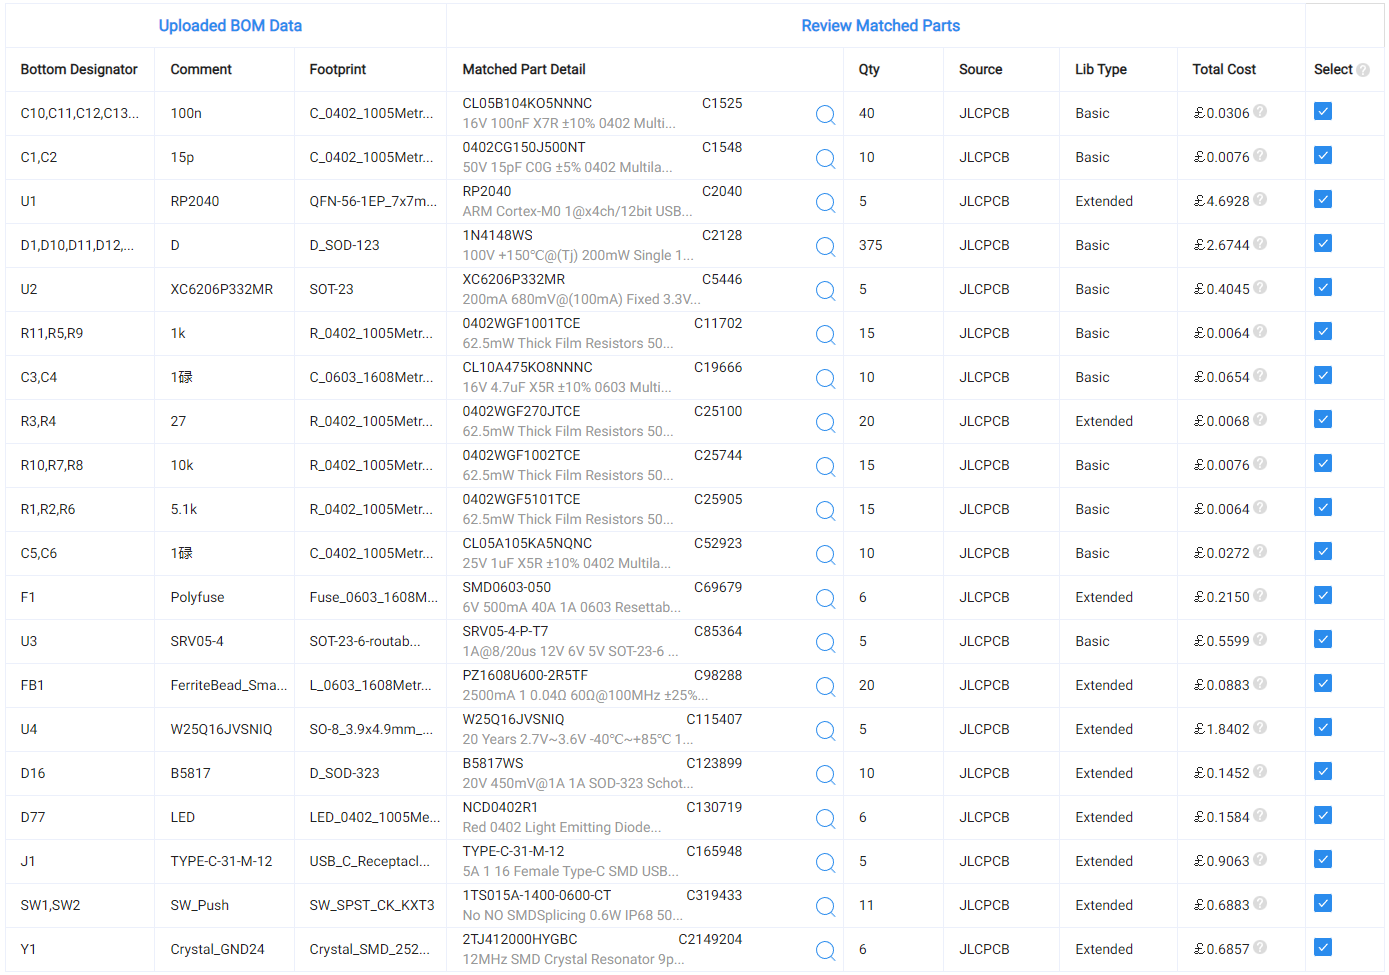 Uploaded BOM Data Review Matched Parts
Bottom Designator Comment Footprint Matched Part Detail Qty Source Lib Type Total Cost Select ?
C10,C11,C12,C13... 100n C_0402_1005Metr... CL05B104KO5NNNC C1525 40 JLCPCB Basic £0.0306 ?
16V 100nF X7R ±10% 0402 Multi...
C1,C2 15p C_0402_1005Metr... 0402CG150J500NT C1548 10 JLCPCB Basic £0.0076 ?
50V 15pF C0G ±5% 0402 Multila...
U1 RP2040 QFN-56-1EP_7x7m... RP2040 C2040 5 JLCPCB Extended £4.6928 ?
ARM Cortex-M0 1@x4ch/12bit USB...
D1,D10,D11,D12,... D D_SOD-123 1N4148WS C2128 375 JLCPCB Basic £2.6744 ?
100V +150℃@(Tj) 200mW Single 1...
U2 XC6206P332MR SOT-23 XC6206P332MR C5446 5 JLCPCB Basic £0.4045 ?
200mA 680mV@(100mA) Fixed 3.3V...
R11,R5,R9 1k R_0402_1005Metr... 0402WGF1001TCE C11702 15 JLCPCB Basic £0.0064 ?
62.5mW Thick Film Resistors 50...
C3,C4 1碌 C_0603_1608Metr... CL10A475KO8NNNC C19666 10 JLCPCB Basic £0.0654 ?
16V 4.7uF X5R ±10% 0603 Multi...
R3,R4 27 R_0402_1005Metr... 0402WGF270JTCE C25100 20 JLCPCB Extended £0.0068 ?
62.5mW Thick Film Resistors 50...
R10,R7,R8 10k R_0402_1005Metr... 0402WGF1002TCE C25744 15 JLCPCB Basic £0.0076 ?
62.5mW Thick Film Resistors 50...
R1,R2,R6 5.1k R_0402_1005Metr... 0402WGF5101TCE C25905 15 JLCPCB Basic £0.0064 ?
62.5mW Thick Film Resistors 50...
C5,C6 1碌 C_0402_1005Metr... CL05A105KA5NQNC C52923 10 JLCPCB Basic £0.0272 ?
25V 1uF X5R ±10% 0402 Multila...
F1 Polyfuse Fuse_0603_1608M... SMD0603-050 C69679 6 JLCPCB Extended £0.2150 ?
6V 500mA 40A 1A 0603 Resettab...
U3 SRV05-4 SOT-23-6-routab... SRV05-4-P-T7 C85364 5 JLCPCB Basic £0.5599 ?
1A@8/20us 12V 6V 5V SOT-23-6 ...
FB1 FerriteBead_Sma... L_0603_1608Metr... PZ1608U600-2R5TF C98288 20 JLCPCB Extended £0.0883 ?
2500mA 1 0.04Ω 60Ω@100MHz ±25%...
U4 W25Q16JVSNIQ SO-8_3.9x4.9mm_... W25Q16JVSNIQ C115407 5 JLCPCB Extended £1.8402 ?
20 Years 2.7V~3.6V -40℃~+85℃ 1...
D16 B5817 D_SOD-323 B5817WS C123899 10 JLCPCB Extended £0.1452 ?
20V 450mV@1A 1A SOD-323 Schot...
D77 LED LED_0402_1005Me... NCD0402R1 C130719 6 JLCPCB Extended £0.1584 ?
Red 0402 Light Emitting Diode...
J1 TYPE-C-31-M-12 USB_C_Receptacl... TYPE-C-31-M-12 C165948 5 JLCPCB Extended £0.9063 ?
5A 1 16 Female Type-C SMD USB...
SW1,SW2 SW_Push SW_SPST_CK_KXT3 1TS015A-1400-0600-CT C319433 11 JLCPCB Extended £0.6883 ?
No NO SMDSplicing 0.6W IP68 50...
Y1 Crystal_GND24 Crystal_SMD_252... 2TJ412000HYGBC C2149204 6 JLCPCB Extended £0.6857 ?
12MHz SMD Crystal Resonator 9p...